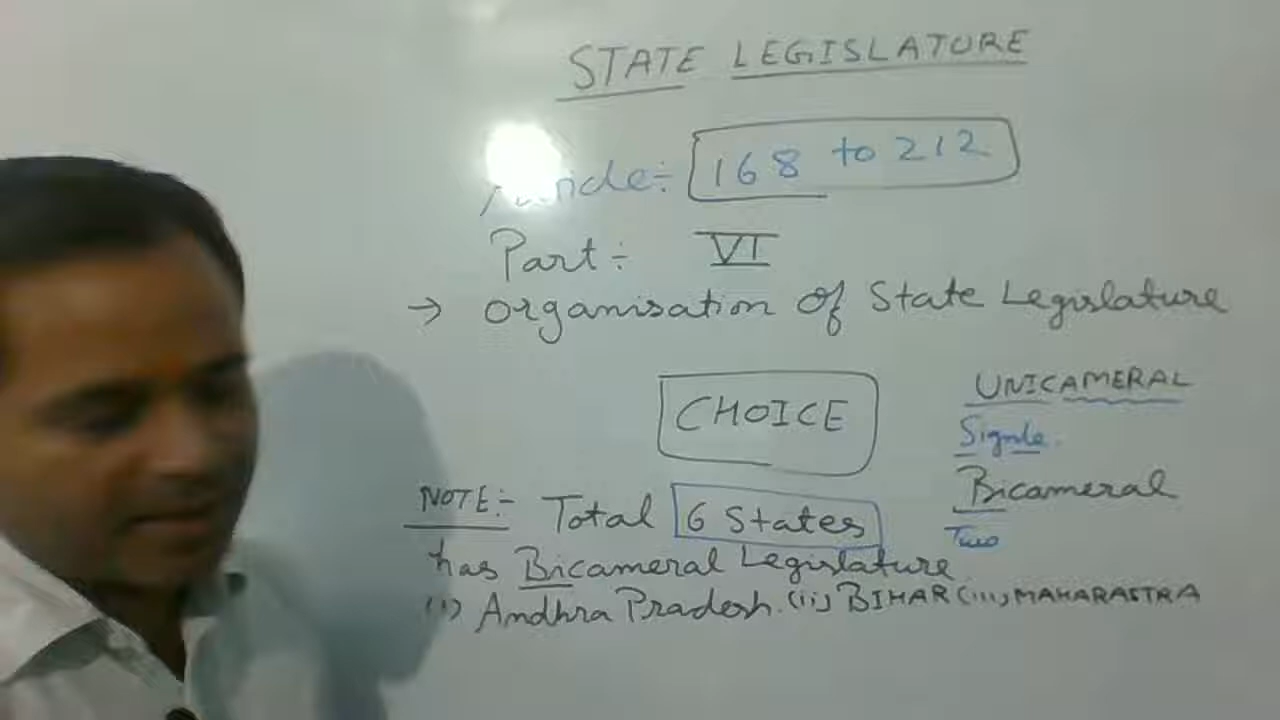 STATE LEGISLATURE
168 to 212
Part:- VI
→ Organisation of State Legislature
CHOICE
UNICAMERAL
Signle.
Bicameral
Two
NOTE:- Total 6 States
has Bicameral Legislature
(i) Andhra Pradesh. (ii) BIHAR (iii) MAHARASTRA